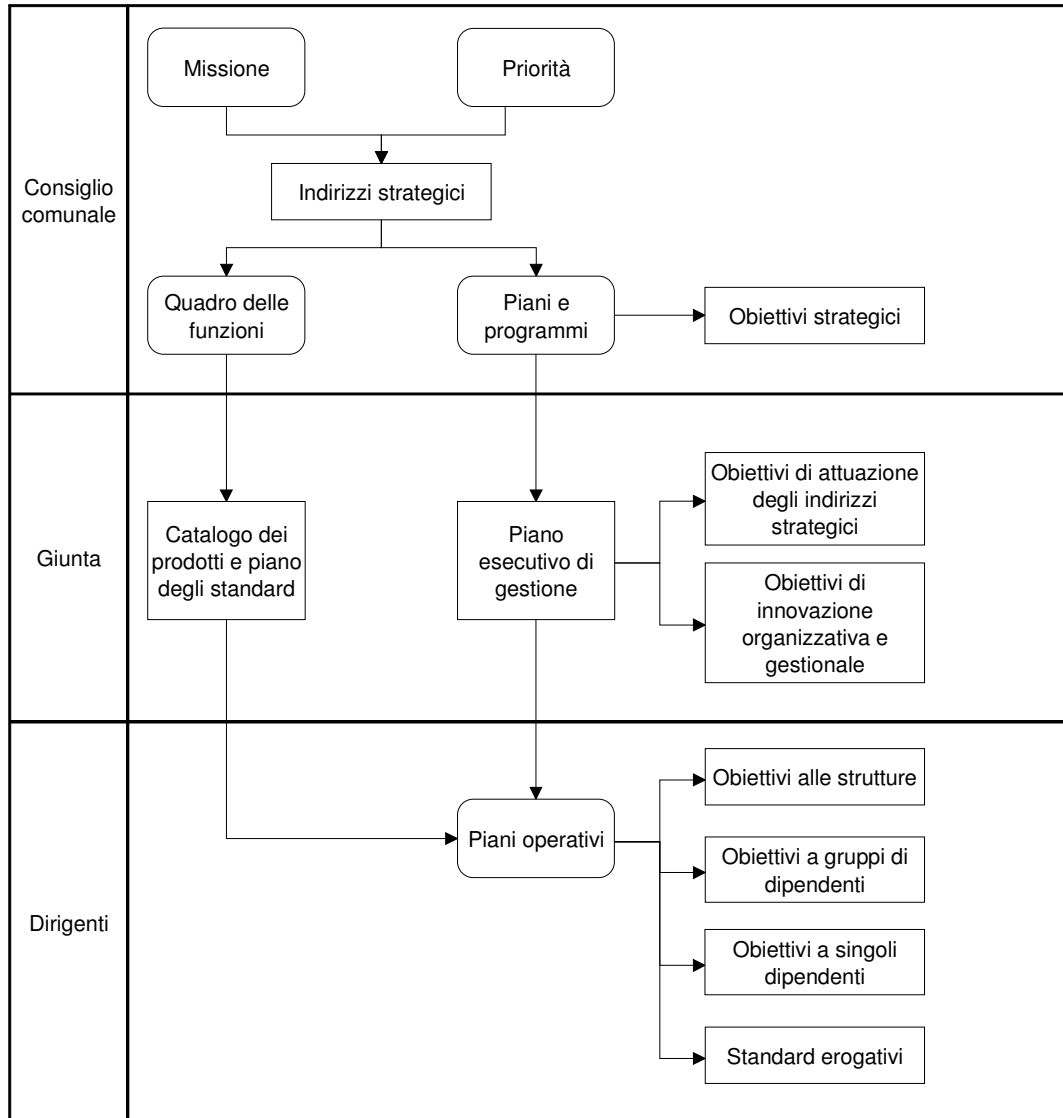 Missione
Priorità
Indirizzi strategici
Consiglio
comunale
Quadro delle
funzioni
Piani e
programmi
Obiettivi strategici
Giunta
Catalogo dei
prodotti e piano
degli standard
Piano
esecutivo di
gestione
Obiettivi di attuazione
degli indirizzi
strategici
Obiettivi di
innovazione
organizzativa e
gestionale
Dirigenti
Piani operativi
Obiettivi alle strutture
Obiettivi a gruppi di
dipendenti
Obiettivi a singoli
dipendenti
Standard erogativi